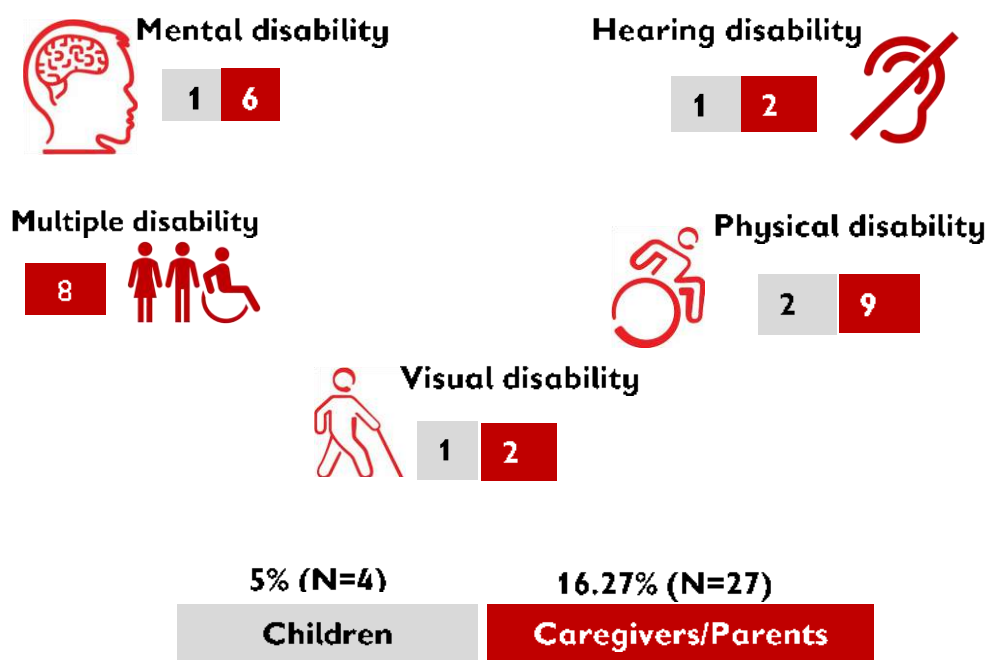 Mental disability
1 6
Hearing disability
1 2
Multiple disability
8
Physical disability
2 9
Visual disability
1 2
5% (N=4) 16.27% (N=27)
Children Caregivers/Parents